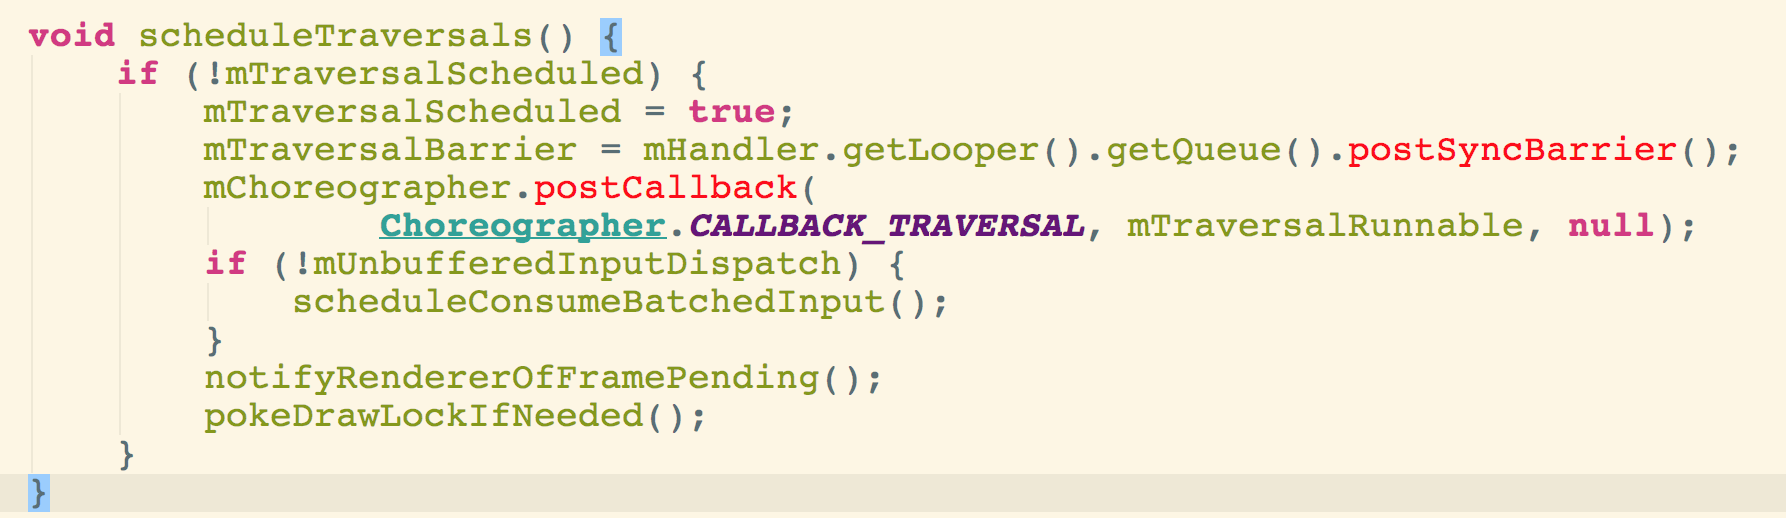 void scheduleTraversals() {
    if (!mTraversalScheduled) {
        mTraversalScheduled = true;
        mTraversalBarrier = mHandler.getLooper().getQueue().postSyncBarrier();
        mChoreographer.postCallback(
                Choreographer.CALLBACK_TRAVERSAL, mTraversalRunnable, null);
        if (!mUnbufferedInputDispatch) {
            scheduleConsumeBatchedInput();
        }
        notifyRendererOfFramePending();
        pokeDrawLockIfNeeded();
    }
}